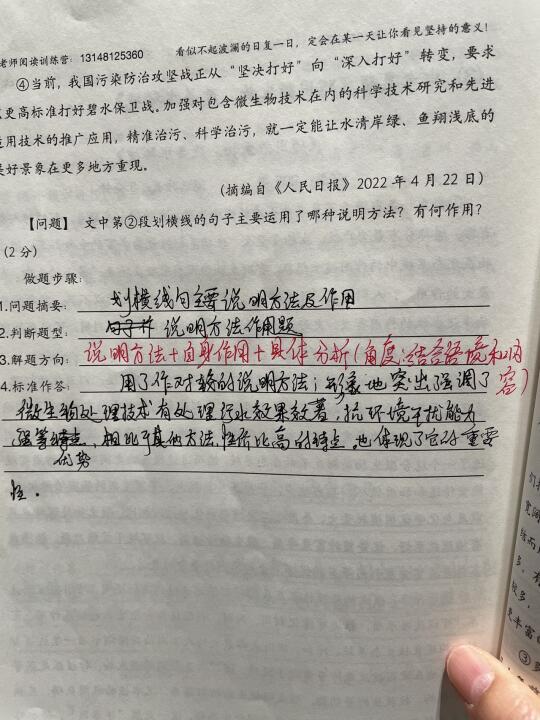 老师阅读训练营：13148125360 看似不起波澜的日复一日，定会在某一天让你看见坚持的意义！
④当前，我国污染防治攻坚战正从“坚决打好”向“深入打好”转变，要求
更高标准打好碧水保卫战。加强对包含微生物技术在内的科学技术研究和先进
用技术的推广应用，精准治污、科学治污，就一定能让水清岸绿、鱼翔浅底的
好景象在更多地方重现。
（摘编自《人民日报》2022年4月22日）
【问题】 文中第②段划横线的句子主要运用了哪种说明方法？有何作用？
（2分）
做题步骤：
1.问题摘要： 划横线句主要说明方法及作用
2.判断题型： 说明方法作用题
3.解题方向： 说明方法+自身作用+具体分析（角度：结合语境和内容）
4.标准作答： 用了作比较的说明方法；形象地突出强调了
微生物处理技术有处理污水效果效著，抗环境干扰能力
强等特点，相比于其他方法，性价比高的特点，也体现了它的重要
优势
性。
们
宽阔
结而
多，
较多，
更丰富
③